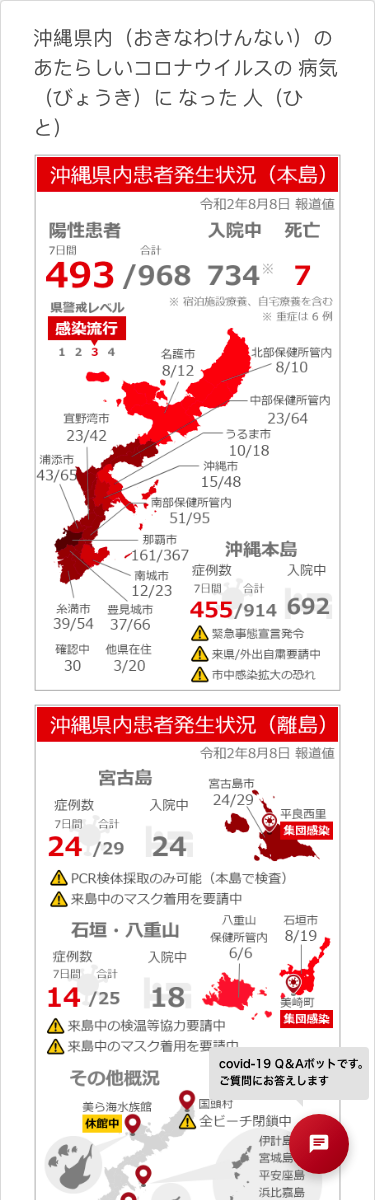 沖縄県内（おきなわけんない）の
あたらしいコロナウイルスの 病気
（びょうき）に なった 人（ひ
と）
沖縄県内患者発生状況（本島）
令和2年8月8日 報道値
陽性患者 入院中 死亡
7日間 合計
493 /968 734※ 7
※ 宿泊施設療養、自宅療養を含む
※ 重症は 6 例
県警戒レベル
感染流行
1 2 3 4
名護市
8/12
北部保健所管内
8/10
中部保健所管内
23/64
宜野湾市
23/42
うるま市
10/18
浦添市
43/65
沖縄市
15/48
南部保健所管内
51/95
那覇市
161/367
南城市
12/23
糸満市
39/54
豊見城市
37/66
確認中
30
他県在住
3/20
沖縄本島
症例数 入院中
7日間 合計
455/914 692
緊急事態宣言発令
来県/外出自粛要請中
市中感染拡大の恐れ
沖縄県内患者発生状況（離島）
令和2年8月8日 報道値
宮古島
症例数 入院中
7日間 合計
24 /29 24
宮古島市
24/29
平良西里
集団感染
PCR検体採取のみ可能（本島で検査）
来島中のマスク着用を要請中
石垣・八重山
症例数 入院中
7日間 合計
14 /25 18
八重山
保健所管内
6/6
石垣市
8/19
美崎町
集団感染
来島中の検温等協力要請中
来島中のマスク着用を要請中
その他概況
covid-19 Q&Aボットです。
ご質問にお答えします
美ら海水族館
休館中
国頭村
全ビーチ閉鎖中
伊計島
宮城島
平安座島
浜比嘉島